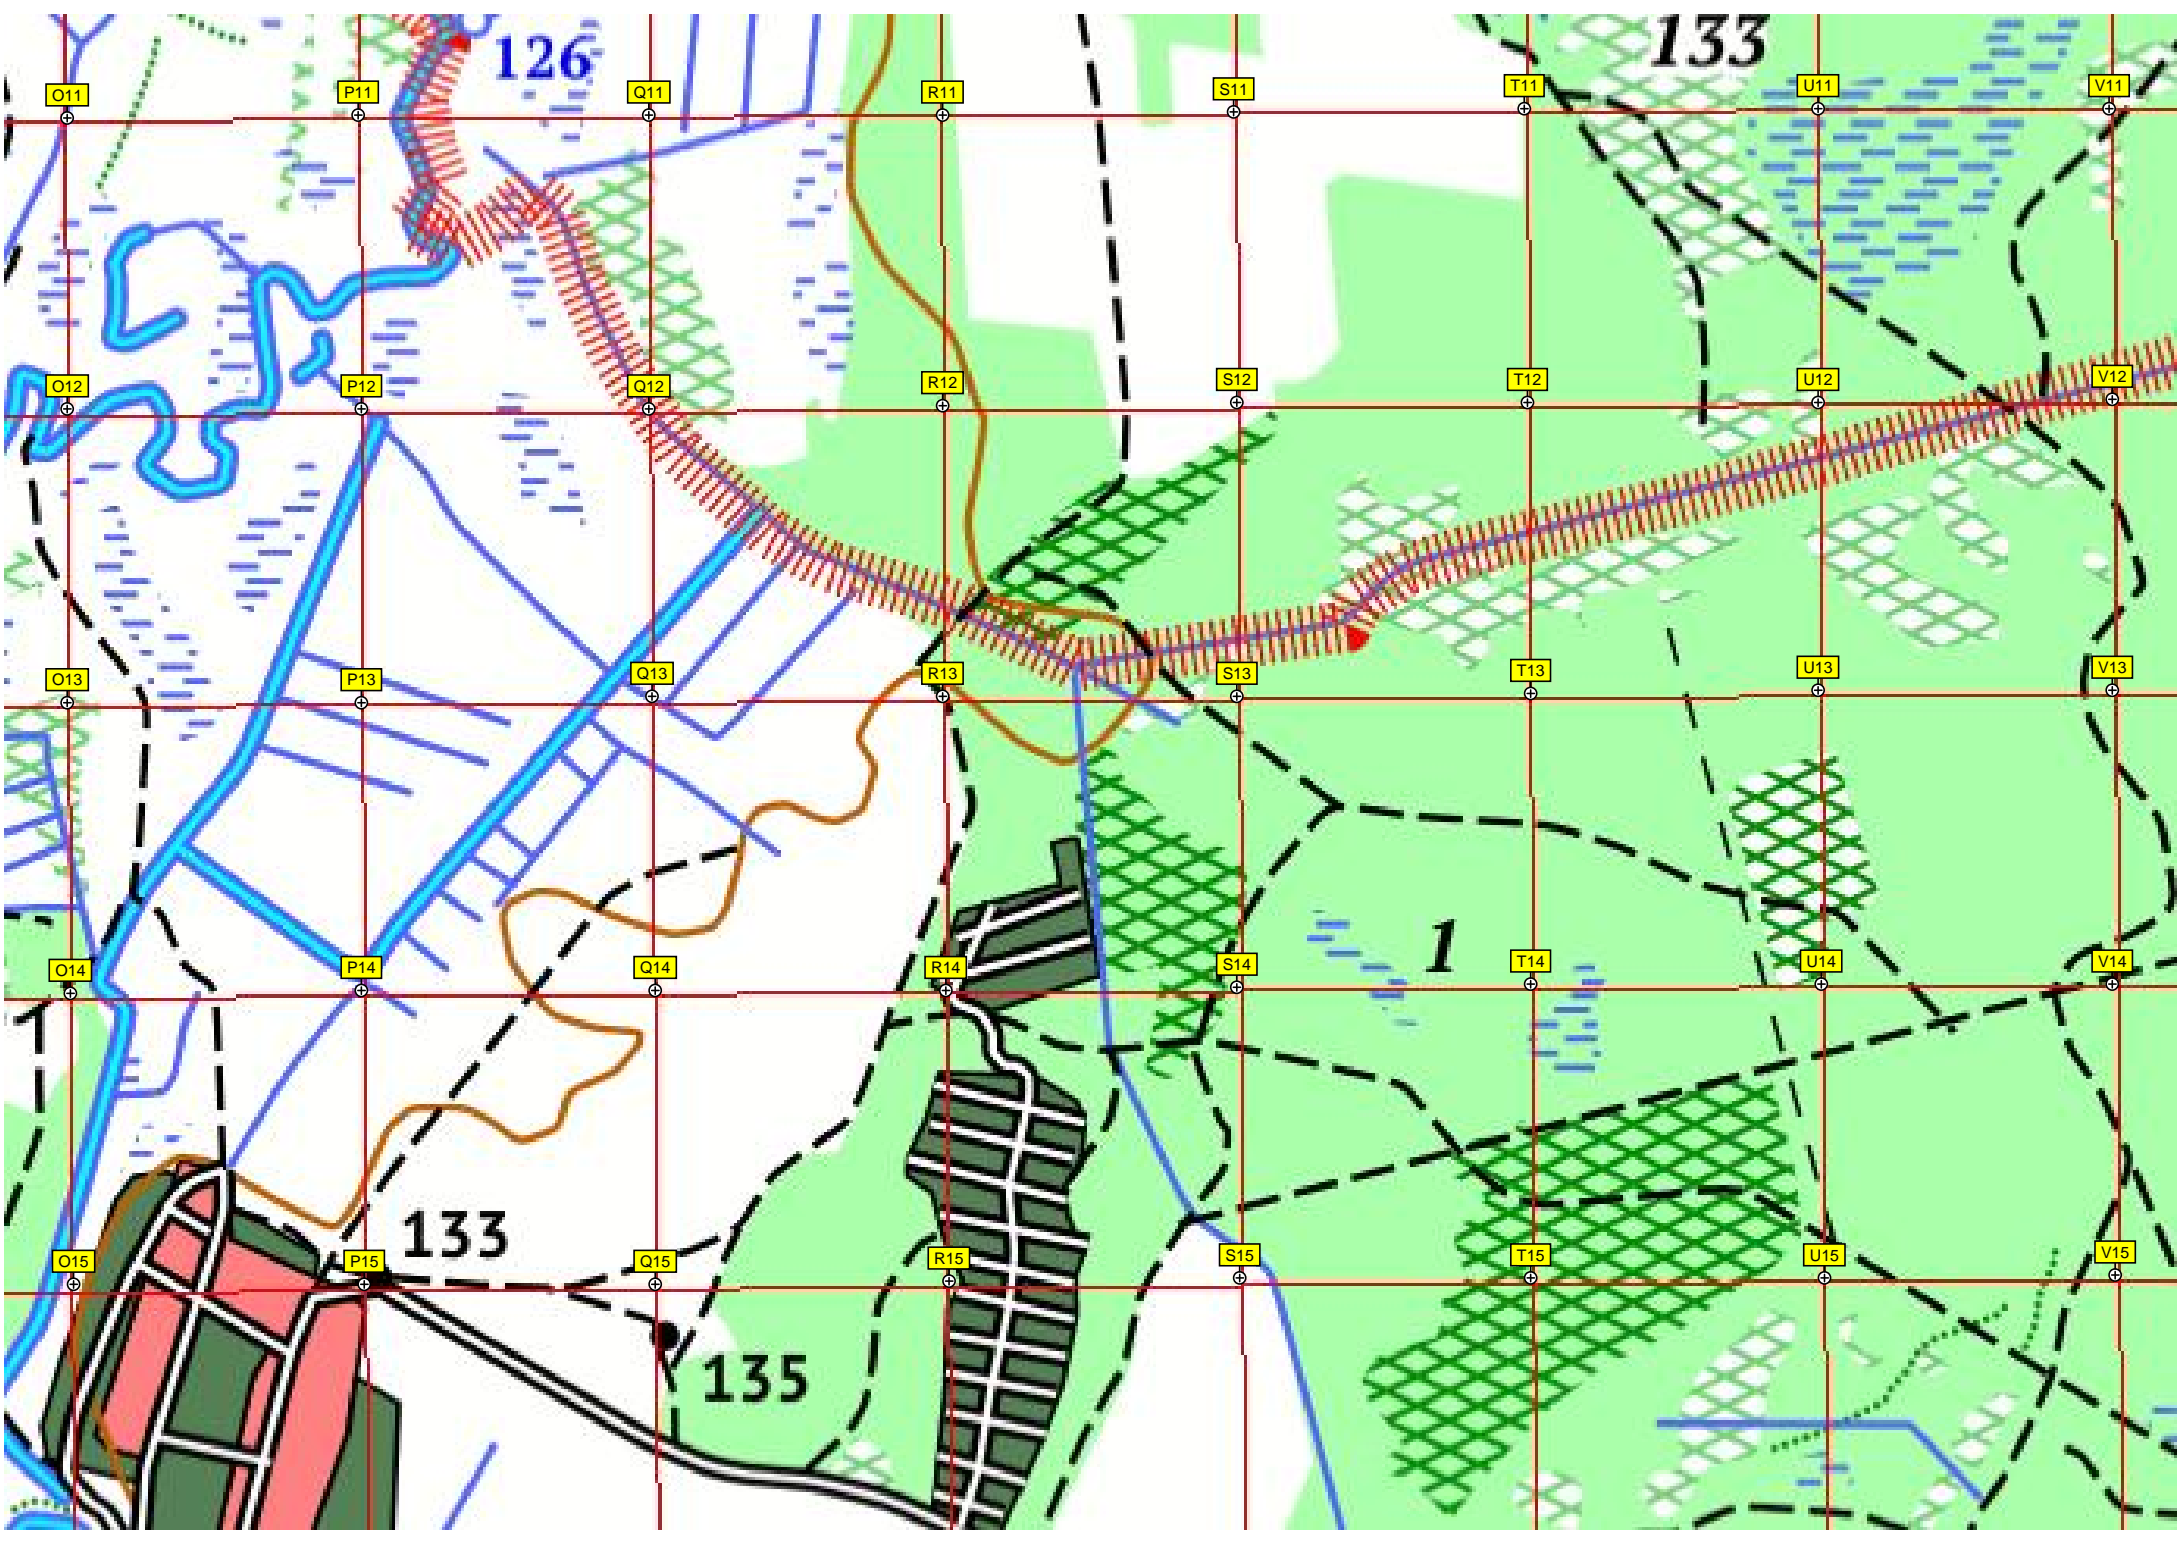 133
126
O11 P11 Q11 R11 S11 T11 U11 V11
O12 P12 Q12 R12 S12 T12 U12 V12
O13 P13 Q13 R13 S13 T13 U13 V13
1
O14 P14 Q14 R14 S14 T14 U14 V14
133
O15 P15 Q15 R15 S15 T15 U15 V15
135